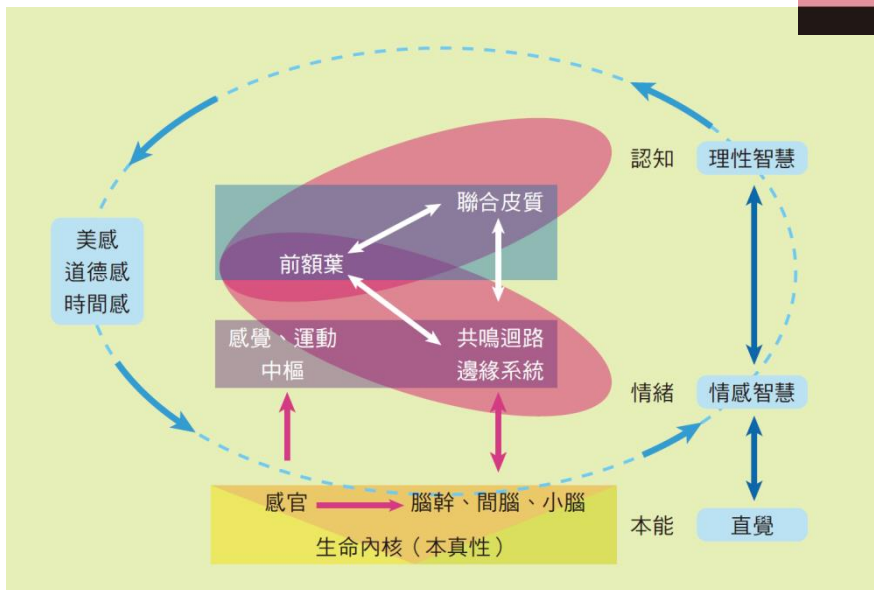 認知
理性智慧
聯合皮質
美感
道德感
時間感
前額葉
感覺、運動
中樞
共鳴迴路
邊緣系統
情緒
情感智慧
感官
腦幹、間腦、小腦
本能
直覺
生命內核(本真性)